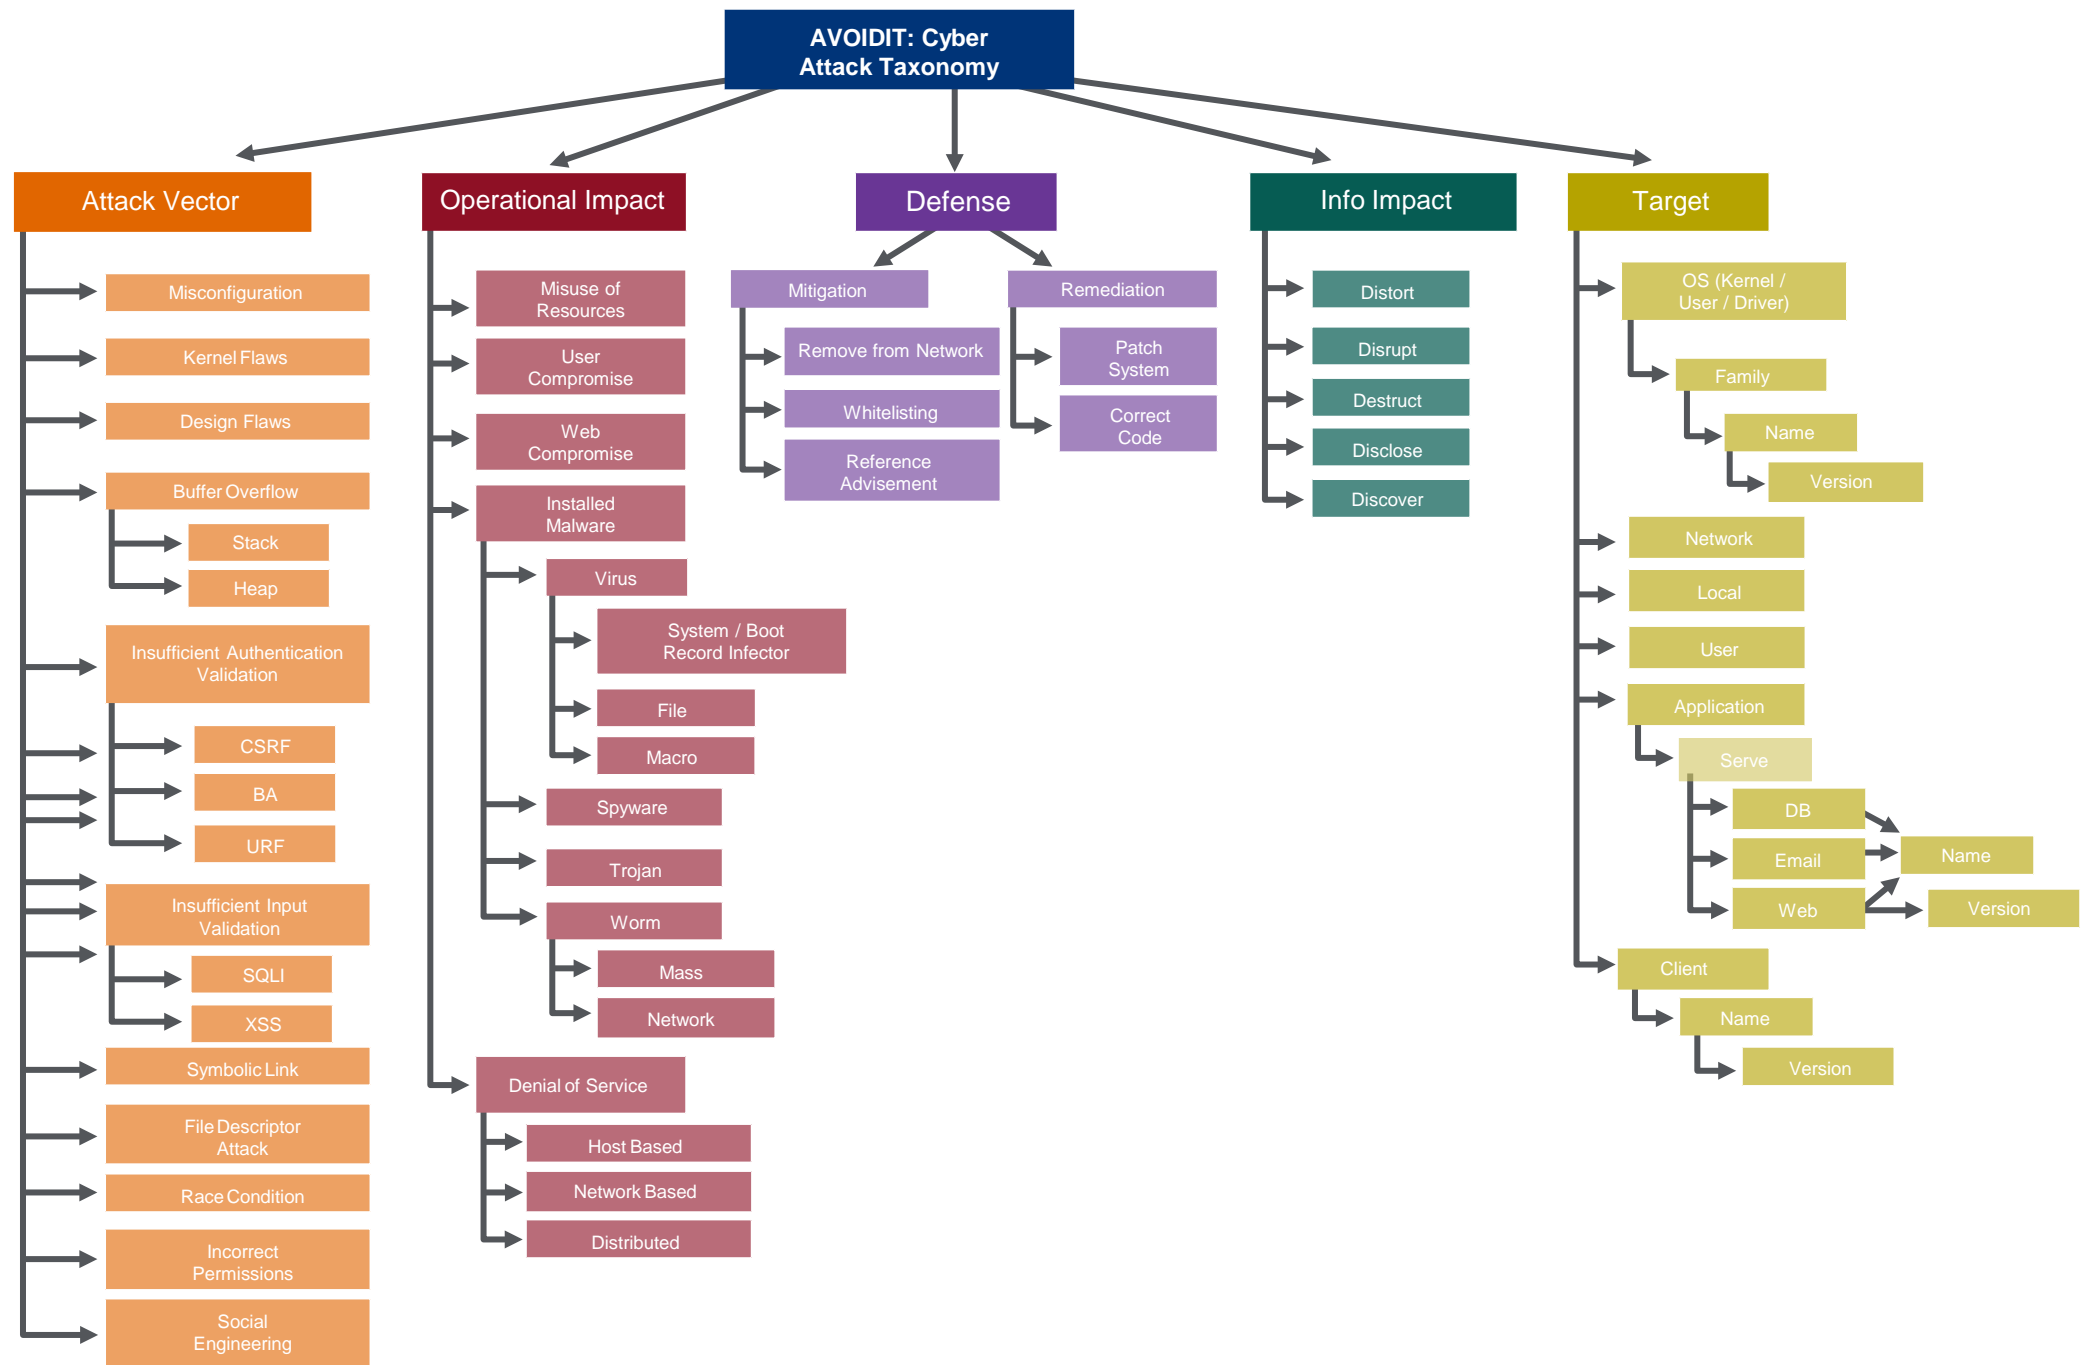 AVOIDIT: Cyber
Attack Taxonomy
Attack Vector
Misconfiguration
Kernel Flaws
Design Flaws
Buffer Overflow
Stack
Heap
Insufficient Authentication
Validation
CSRF
BA
URF
Insufficient Input
Validation
SQLI
XSS
Symbolic Link
File Descriptor
Attack
Race Condition
Incorrect
Permissions
Social
Engineering
Operational Impact
Misuse of
Resources
User
Compromise
Web
Compromise
Installed
Malware
Virus
System / Boot
Record Infector
File
Macro
Spyware
Trojan
Worm
Mass
Network
Denial of Service
Host Based
Network Based
Distributed
Defense
Mitigation
Remove from Network
Whitelisting
Reference
Advisement
Remediation
Patch
System
Correct
Code
Info Impact
Distort
Disrupt
Destruct
Disclose
Discover
Target
OS (Kernel /
User / Driver)
Family
Name
Version
Network
Local
User
Application
Serve
DB
Email
Web
Name
Version
Client
Name
Version